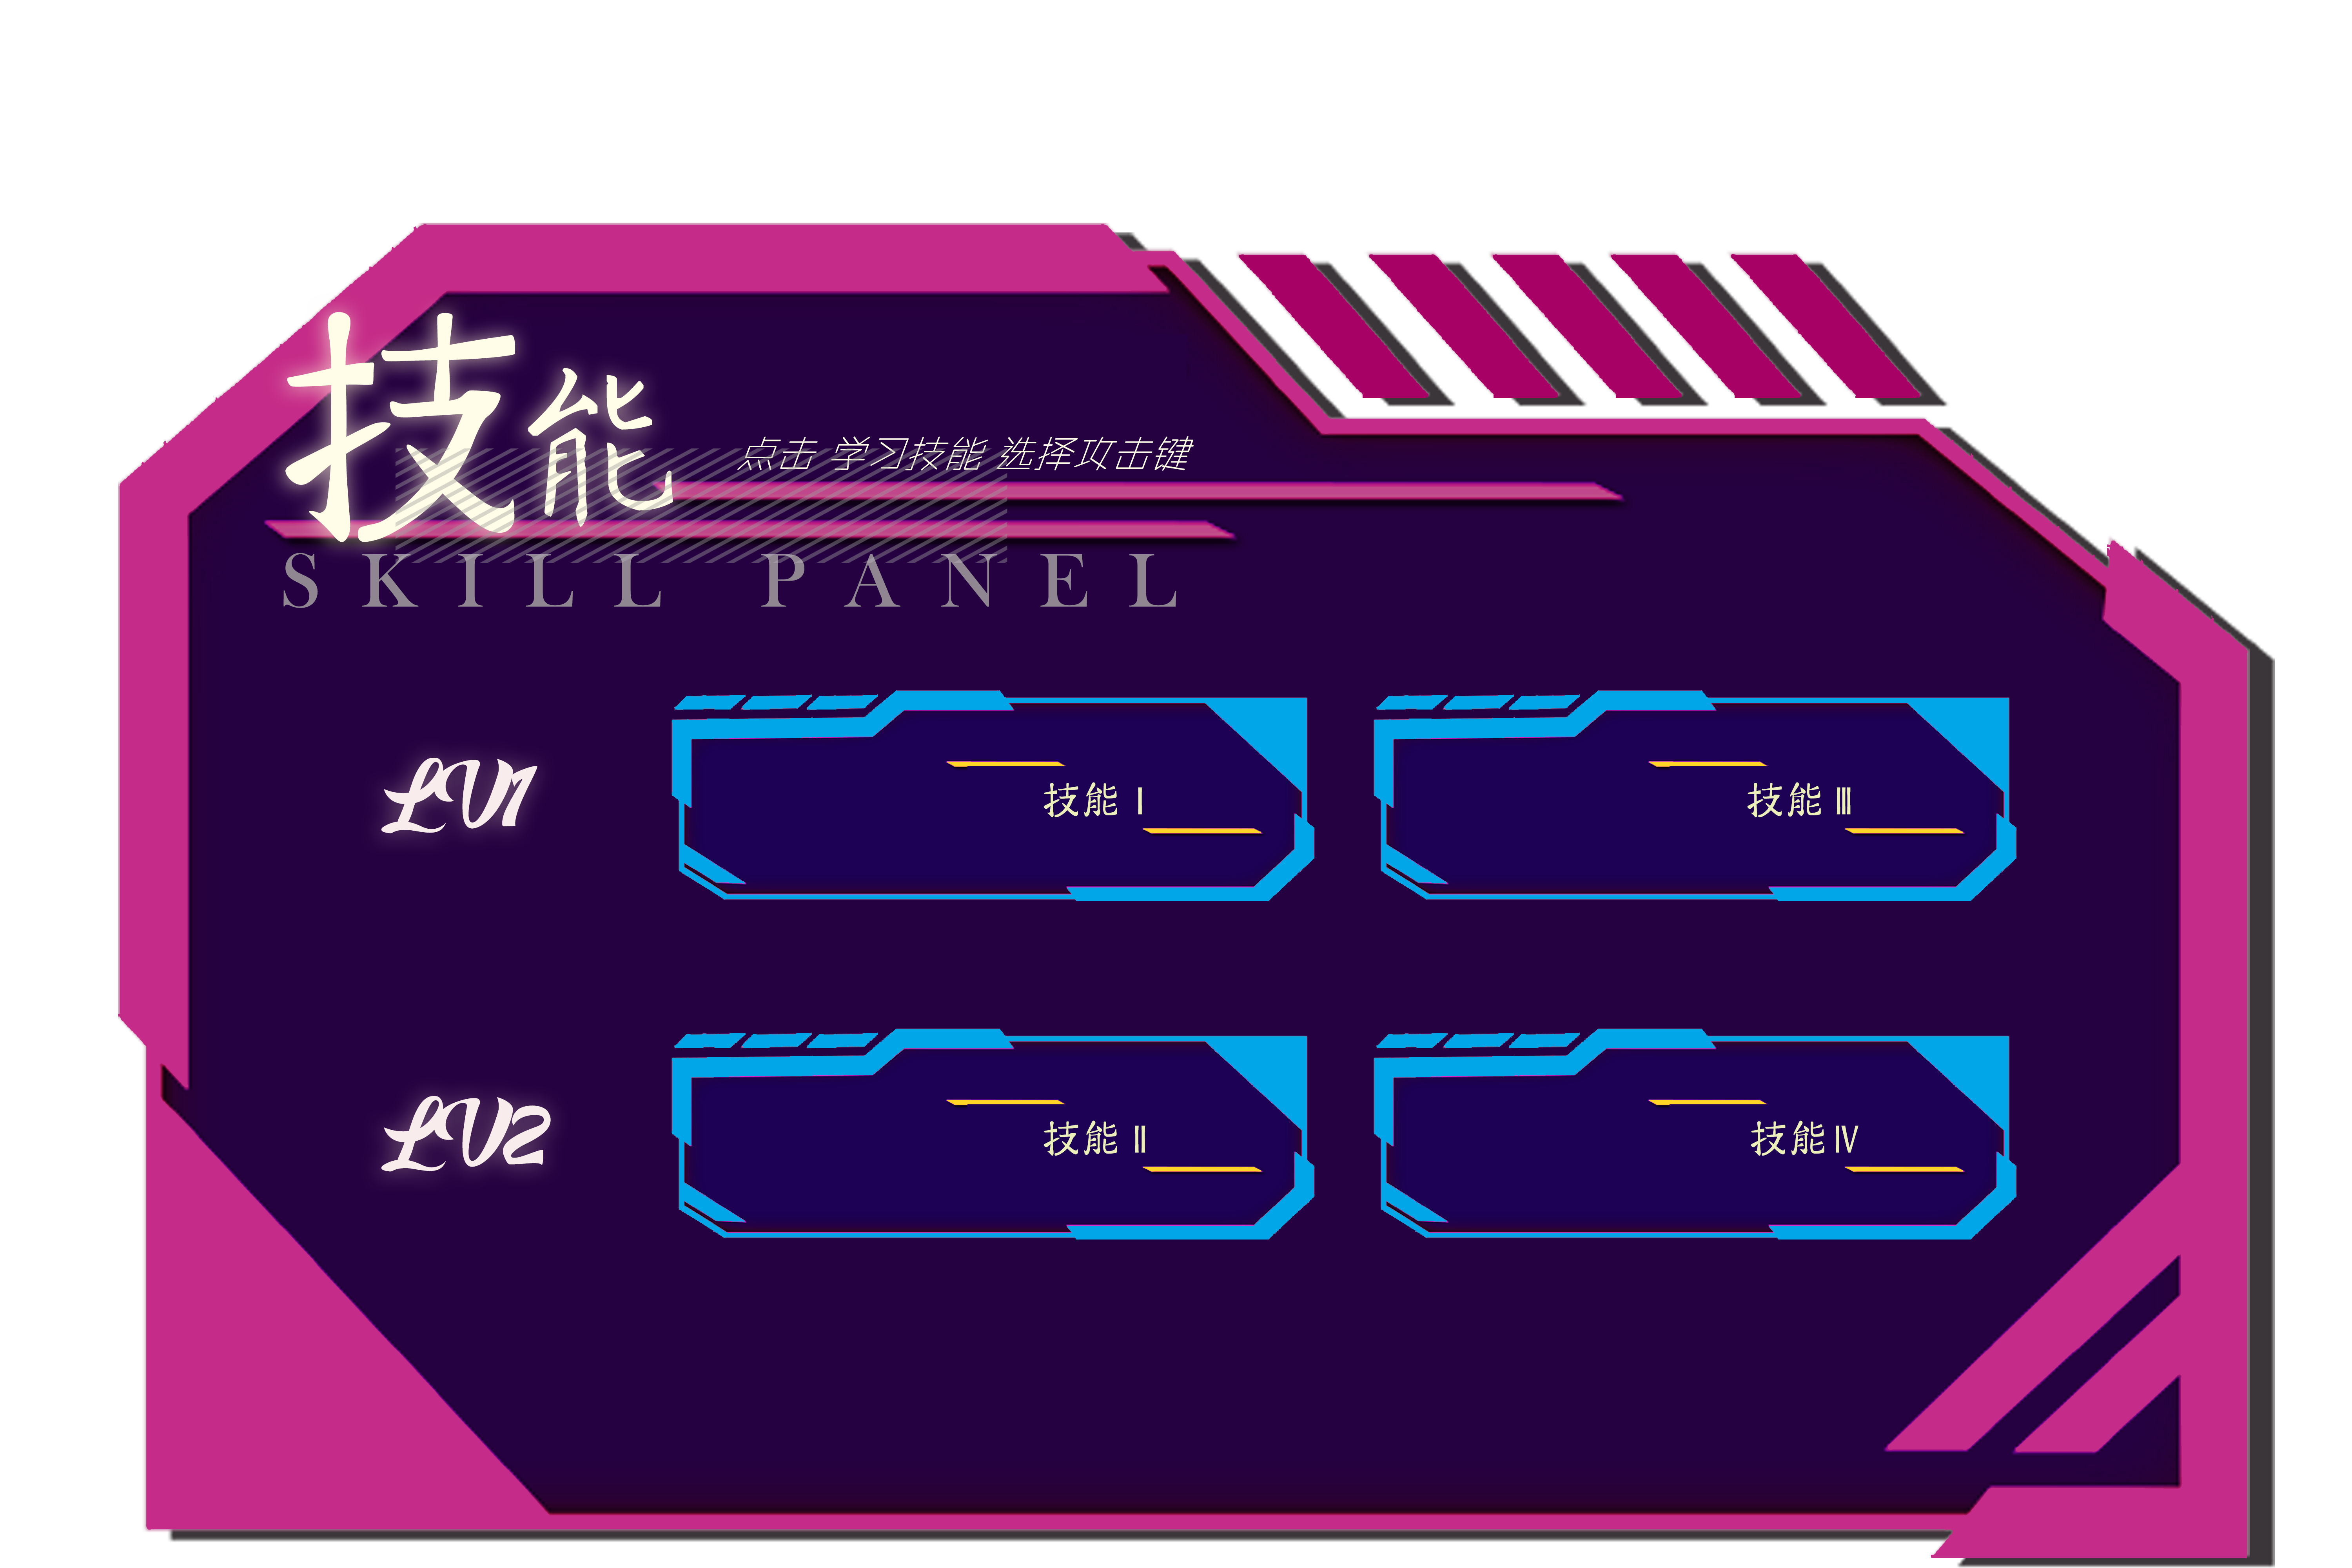 技能
点击 学习技能 选择攻击键
SKILL PANEL
LV1
技能 I
技能 III
LV2
技能 II
技能 IV